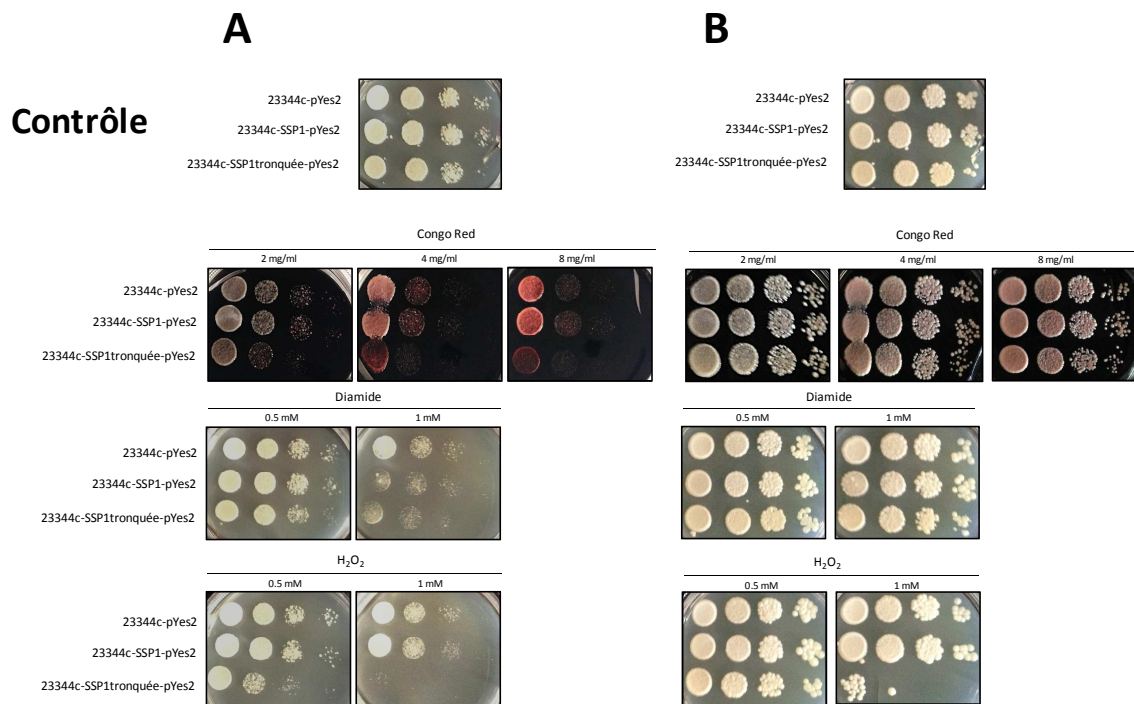 A B
Contrôle
23344c-pYes2
23344c-SSP1-pYes2
23344c-SSP1tronquée-pYes2
23344c-pYes2
23344c-SSP1-pYes2
23344c-SSP1tronquée-pYes2
Congo Red
2 mg/ml 4 mg/ml 8 mg/ml
Congo Red
2 mg/ml 4 mg/ml 8 mg/ml
23344c-pYes2
23344c-SSP1-pYes2
23344c-SSP1tronquée-pYes2
Diamide
0.5 mM 1 mM
Diamide
0.5 mM 1 mM
23344c-pYes2
23344c-SSP1-pYes2
23344c-SSP1tronquée-pYes2
H₂O₂
0.5 mM 1 mM
H₂O₂
0.5 mM 1 mM
23344c-pYes2
23344c-SSP1-pYes2
23344c-SSP1tronquée-pYes2